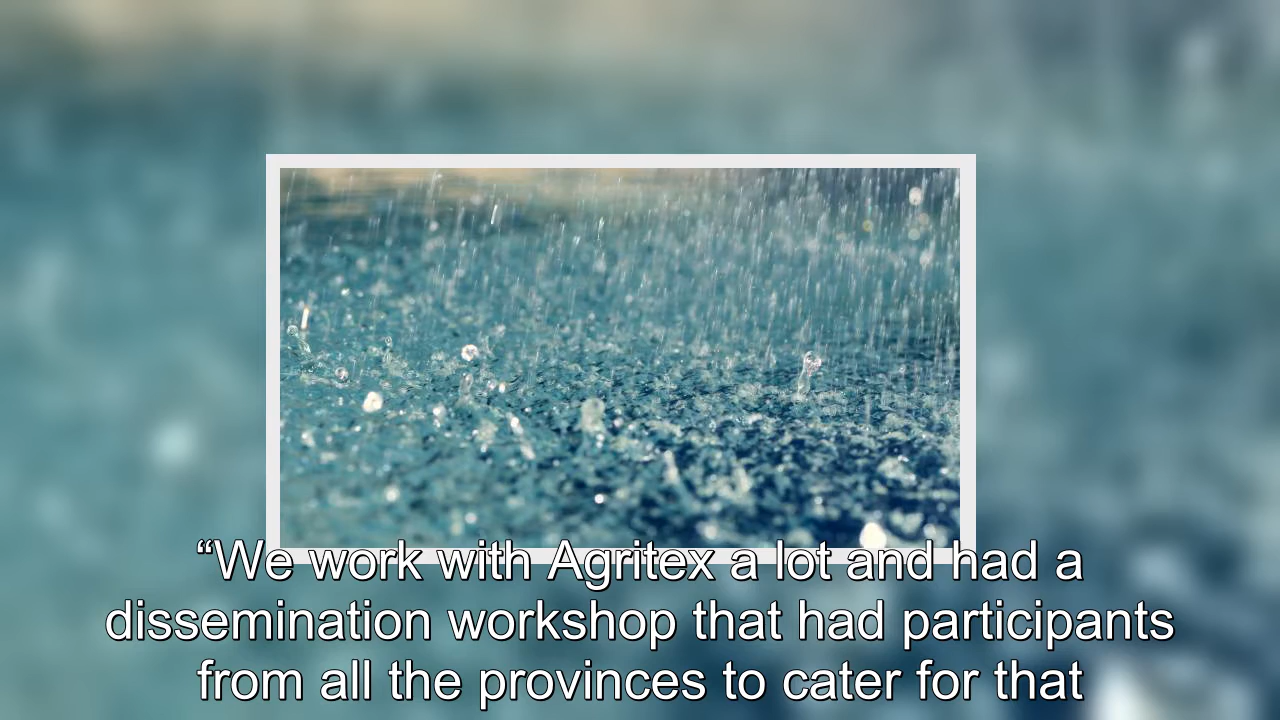 “We work with Agritex a lot and had a
dissemination workshop that had participants
from all the provinces to cater for that